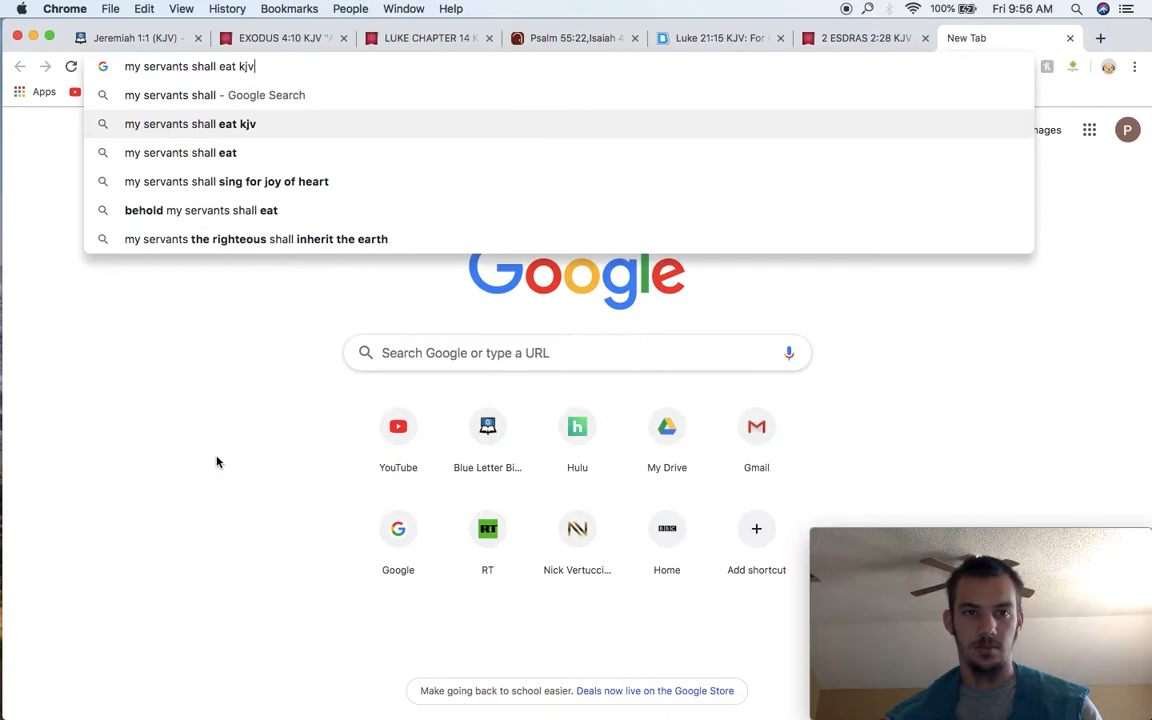 Chrome File Edit View History Bookmarks People Window Help 100% Fri 9:56 AM
Jeremiah 1:1 (KJV) - EXODUS 4:10 KJV "A LUKE CHAPTER 14 K Psalm 55:22,Isaiah 4 Luke 21:15 KJV: For I 2 ESDRAS 2:28 KJV New Tab
my servants shall eat kjv
Apps
my servants shall - Google Search
my servants shall eat kjv
my servants shall eat
my servants shall sing for joy of heart
behold my servants shall eat
my servants the righteous shall inherit the earth
mages P
Google
Search Google or type a URL
YouTube Blue Letter Bi... Hulu My Drive Gmail
Google RT Nick Vertucci... Home Add shortcut
Make going back to school easier. Deals now live on the Google Store